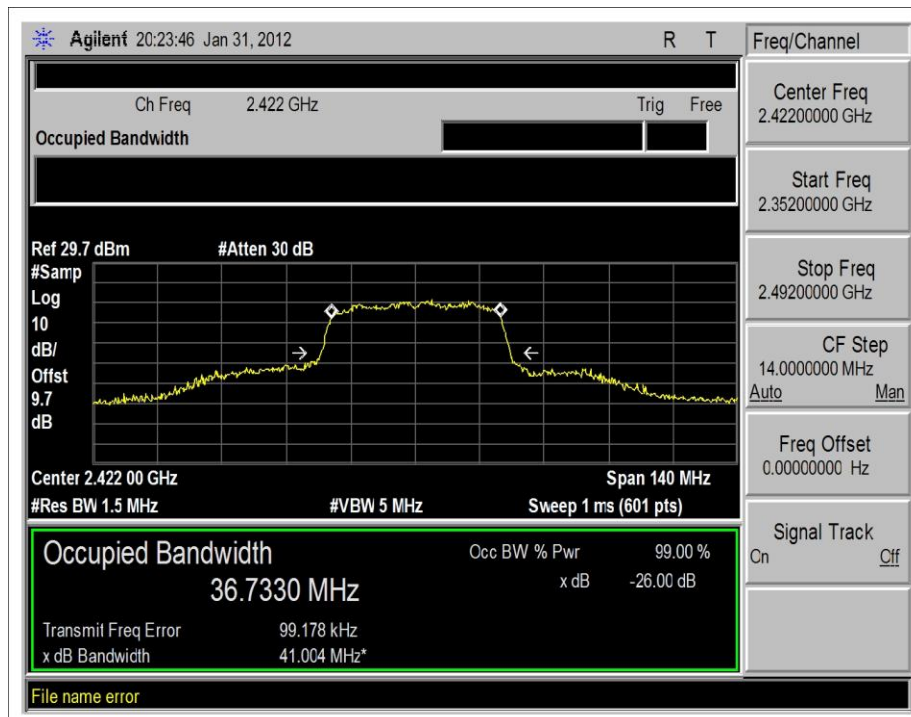 Agilent 20:23:46 Jan 31, 2012 R T
Freq/Channel
Ch Freq 2.422 GHz Trig Free
Occupied Bandwidth
Center Freq
2.42200000 GHz
Start Freq
2.35200000 GHz
Stop Freq
2.49200000 GHz
CF Step
14.0000000 MHz
Auto Man
Freq Offset
0.00000000 Hz
Signal Track
On Off
Ref 29.7 dBm #Atten 30 dB
#Samp
Log
10
dB/
Offst
9.7
dB
Center 2.422 00 GHz Span 140 MHz
#Res BW 1.5 MHz #VBW 5 MHz Sweep 1 ms (601 pts)
Occupied Bandwidth
36.7330 MHz
Occ BW % Pwr 99.00 %
x dB -26.00 dB
Transmit Freq Error 99.178 kHz
x dB Bandwidth 41.004 MHz*
File name error